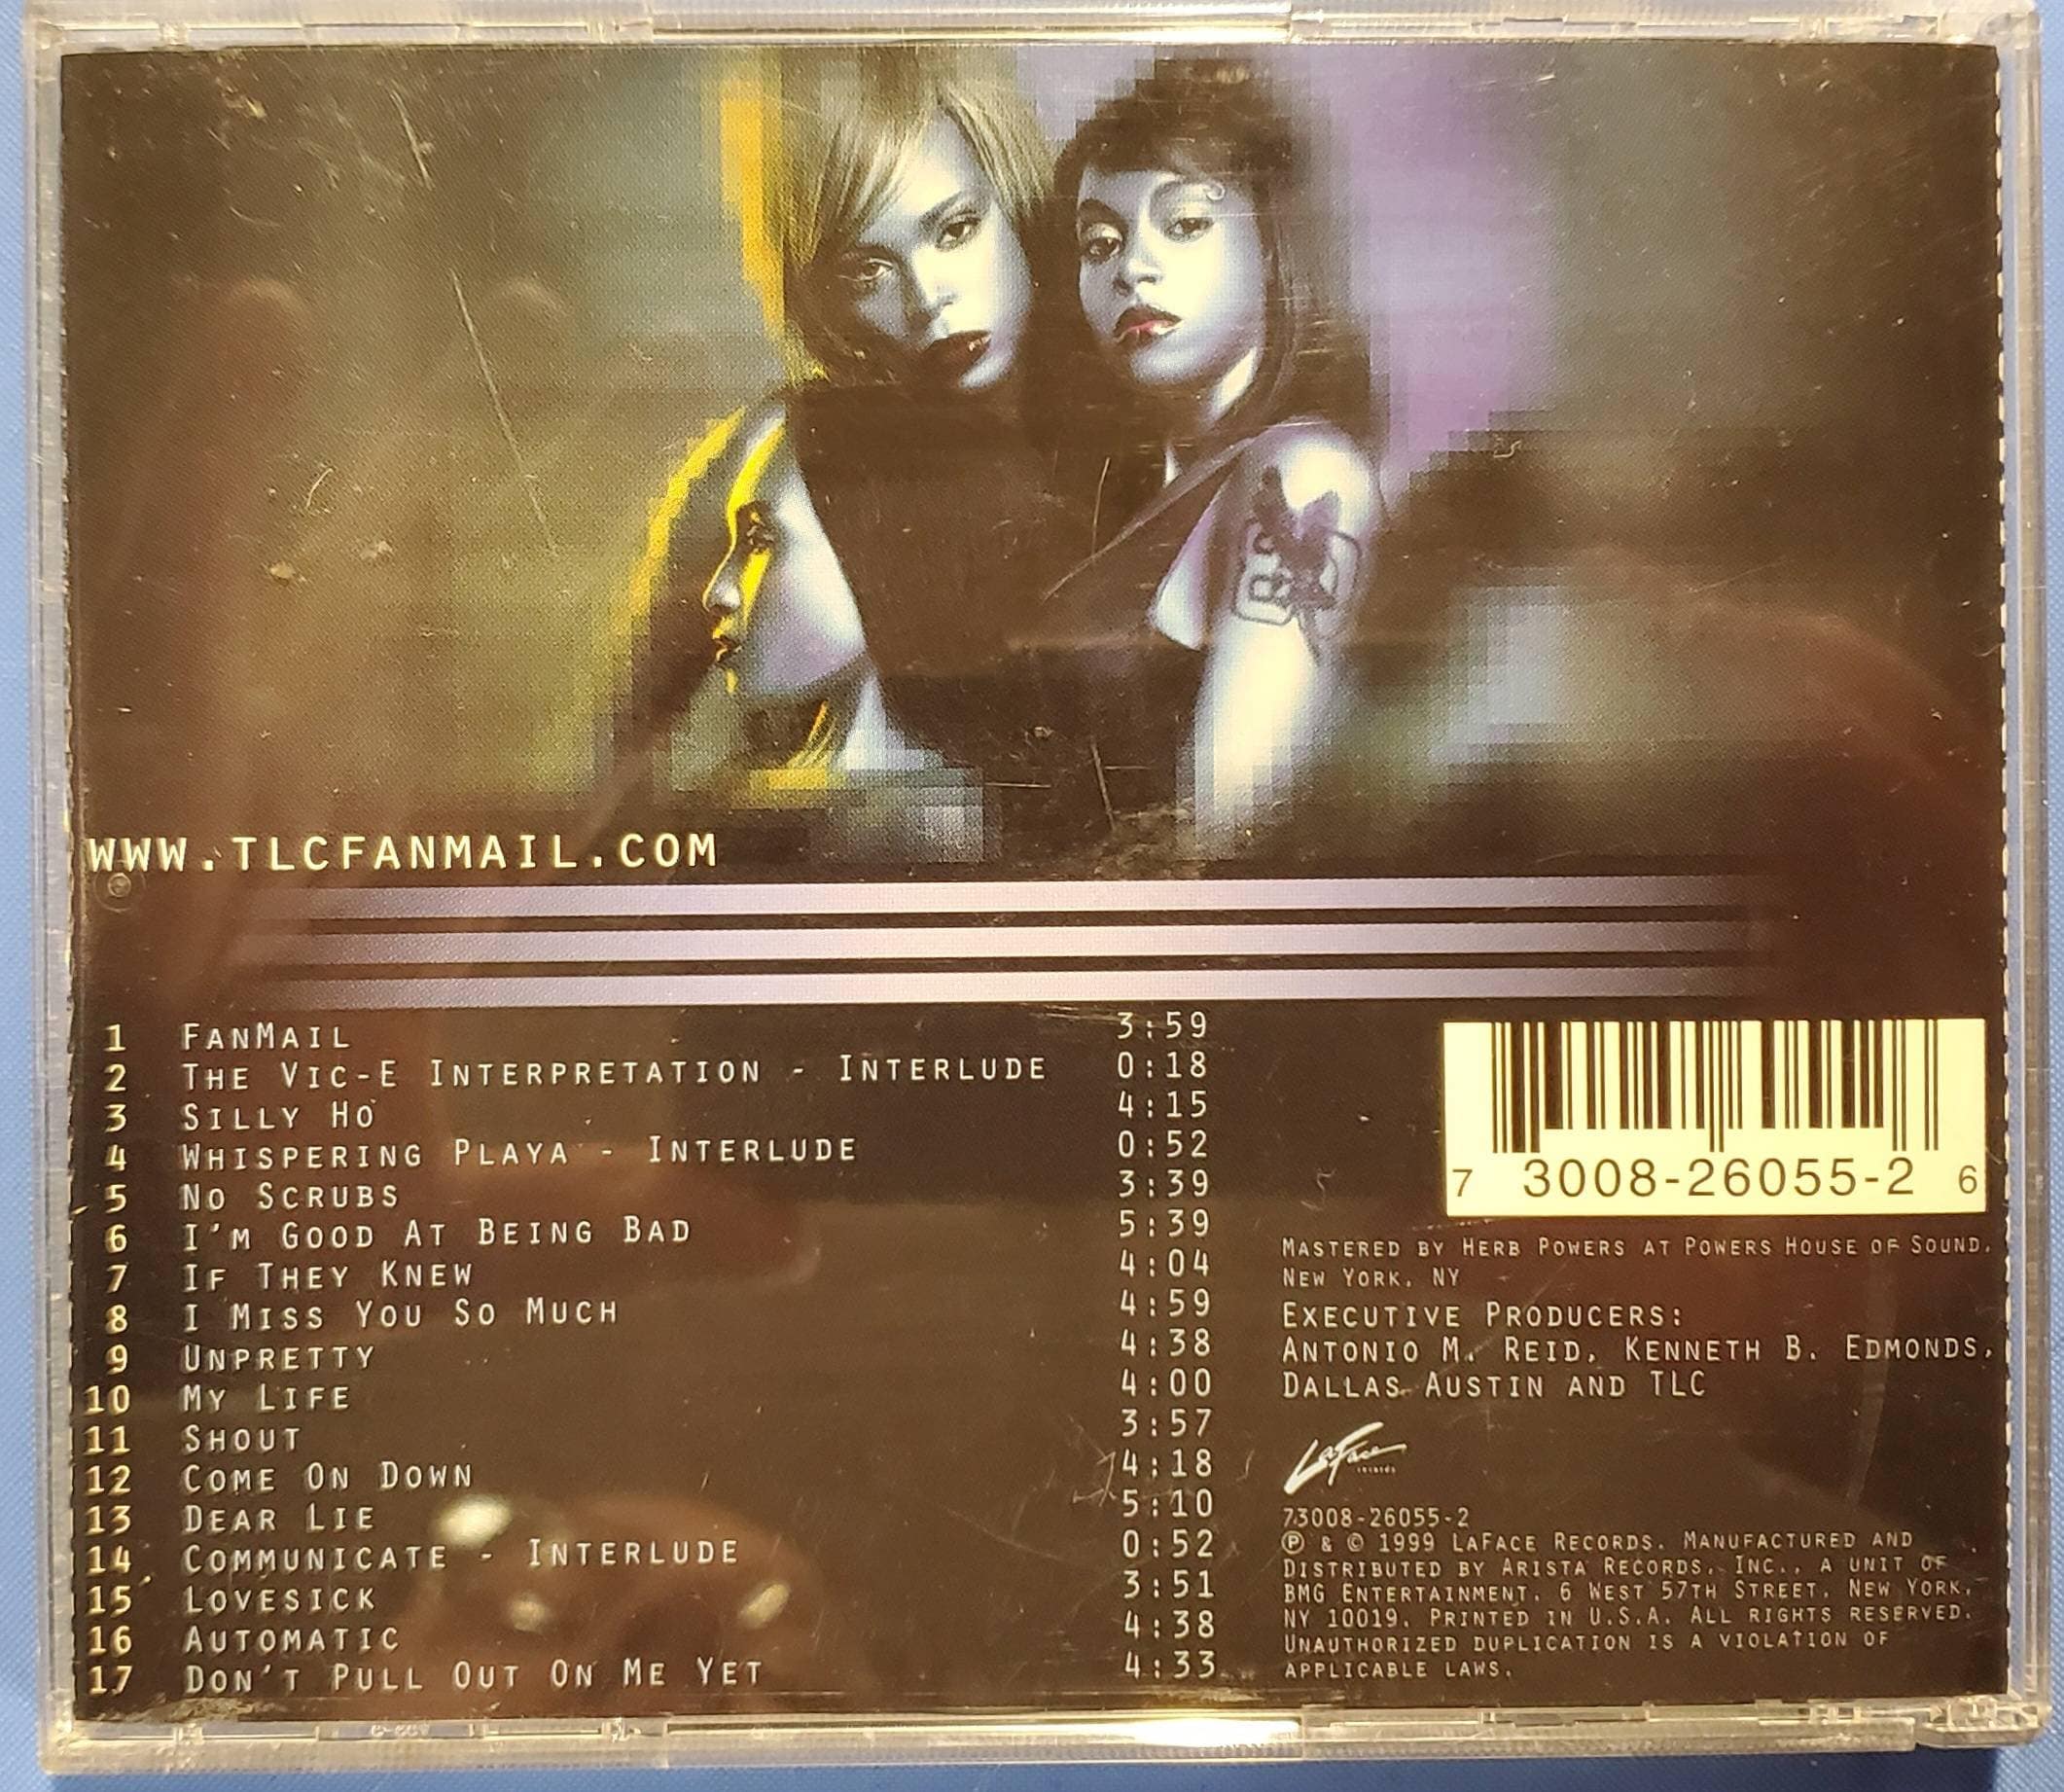 WWW.TLCFANMAIL.COM
1 FANMAIL 3:59
2 THE VIC-E INTERPRETATION - INTERLUDE 0:18
3 SILLY HO 4:15
4 WHISPERING PLAYA - INTERLUDE 0:52
5 NO SCRUBS 3:39
6 I'M GOOD AT BEING BAD 5:39
7 IF THEY KNEW 4:04
8 I MISS YOU SO MUCH 4:59
9 UNPRETTY 4:38
10 MY LIFE 4:00
11 SHOUT 3:57
12 COME ON DOWN 4:18
13 DEAR LIE 5:10
14 COMMUNICATE - INTERLUDE 0:52
15 LOVESICK 3:51
16 AUTOMATIC 4:38
17 DON'T PULL OUT ON ME YET 4:33
7 3008-26055-2 6
MASTERED BY HERB POWERS AT POWERS HOUSE OF SOUND,
NEW YORK, NY
EXECUTIVE PRODUCERS:
ANTONIO M. REID, KENNETH B. EDMONDS,
DALLAS AUSTIN AND TLC
LaFace
RECORDS
73008-26055-2
℗ & © 1999 LAFACE RECORDS. MANUFACTURED AND
DISTRIBUTED BY ARISTA RECORDS, INC., A UNIT OF
BMG ENTERTAINMENT, 6 WEST 57TH STREET, NEW YORK,
NY 10019. PRINTED IN U.S.A. ALL RIGHTS RESERVED.
UNAUTHORIZED DUPLICATION IS A VIOLATION OF
APPLICABLE LAWS.